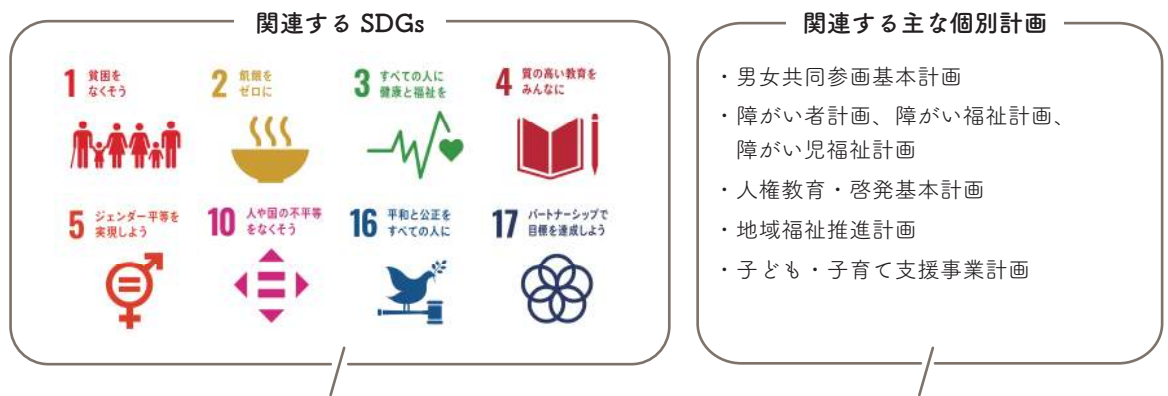 関連する SDGs
1 貧困を
なくそう
2 飢餓を
ゼロに
3 すべての人に
健康と福祉を
4 質の高い教育を
みんなに
5 ジェンダー平等を
実現しよう
10 人や国の不平等
をなくそう
16 平和と公正を
すべての人に
17 パートナーシップで
目標を達成しよう
関連する主な個別計画
・男女共同参画基本計画
・障がい者計画、障がい福祉計画、
障がい児福祉計画
・人権教育・啓発基本計画
・地域福祉推進計画
・子ども・子育て支援事業計画